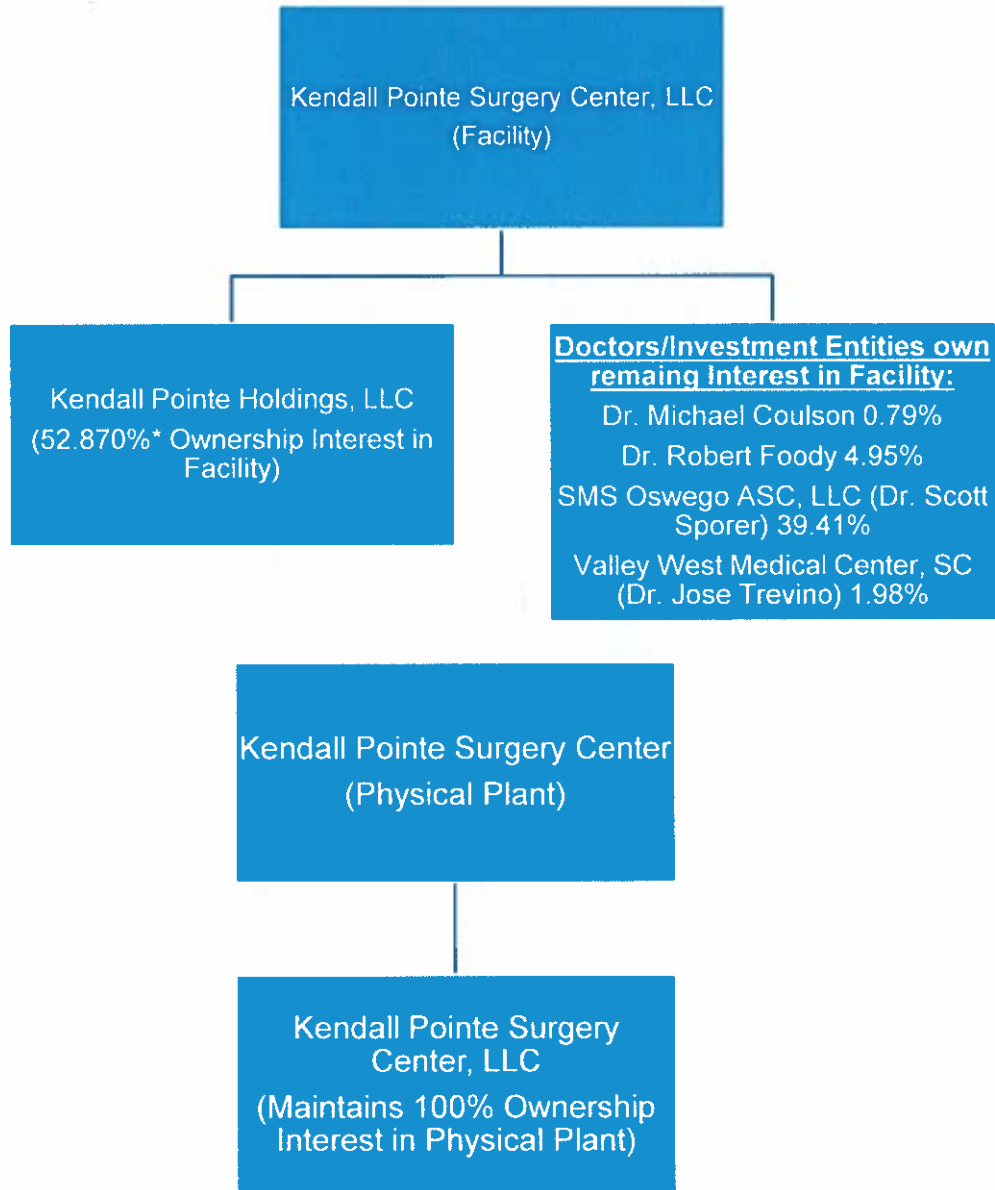 Kendall Pointe Surgery Center, LLC
(Facility)
Kendall Pointe Holdings, LLC
(52.870%* Ownership Interest in
Facility)
Doctors/Investment Entities own
remaing Interest in Facility:
Dr. Michael Coulson 0.79%
Dr. Robert Foody 4.95%
SMS Oswego ASC, LLC (Dr. Scott
Sporer) 39.41%
Valley West Medical Center, SC
(Dr. Jose Trevino) 1.98%
Kendall Pointe Surgery Center
(Physical Plant)
Kendall Pointe Surgery
Center, LLC
(Maintains 100% Ownership
Interest in Physical Plant)